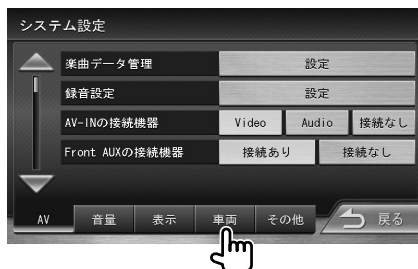 システム設定
楽曲データ管理 設定
録音設定 設定
AV-INの接続機器 Video Audio 接続なし
Front AUXの接続機器 接続あり 接続なし
AV 音量 表示 車両 その他 戻る